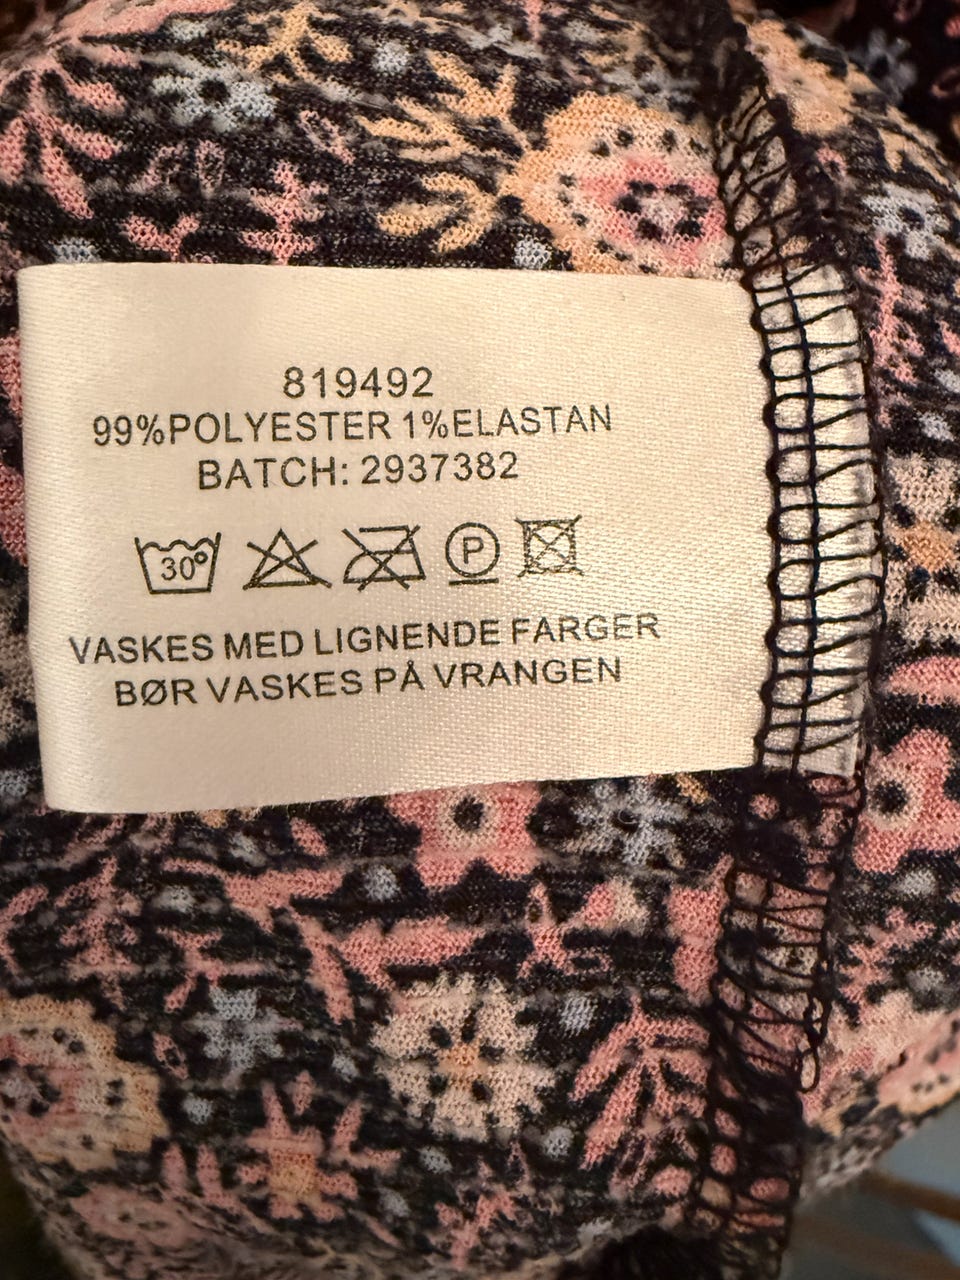 819492
99%POLYESTER 1%ELASTAN
BATCH: 2937382
30° P
VASKES MED LIGNENDE FARGER
BØR VASKES PÅ VRANGEN